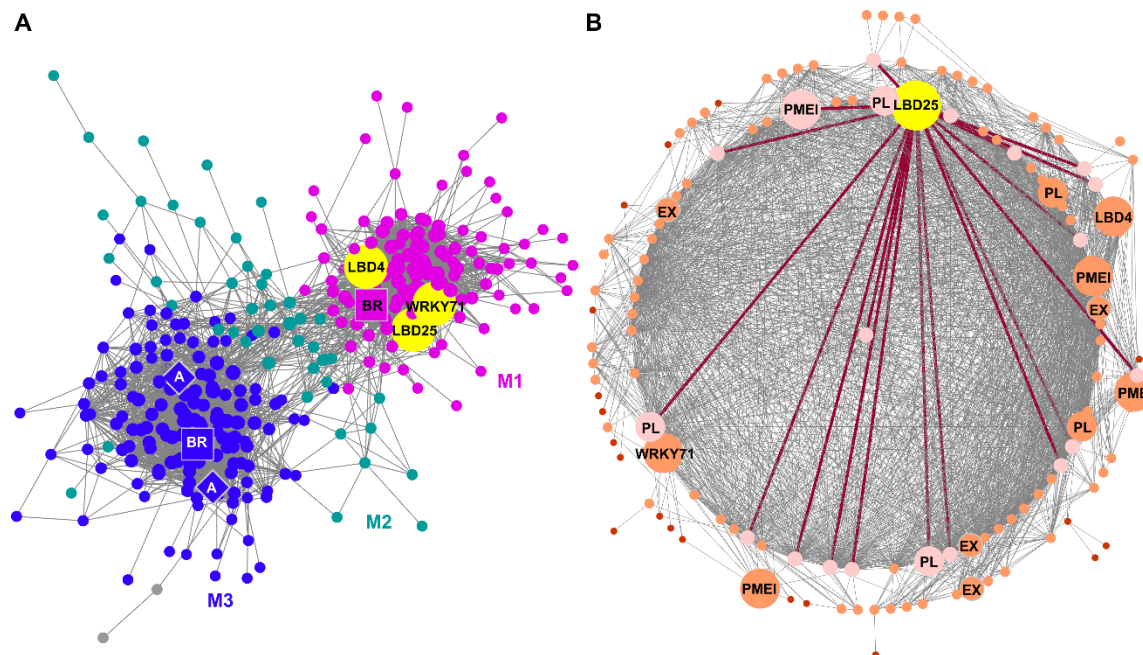 A
LBD4
BR
WRKY71
LBD25
M1
A
BR
A
M2
M3
B
PMEI
PL
LBD25
PL
EX
LBD4
PMEI
EX
PME
PL
PL
WRKY71
EX
PL
PMEI
EX